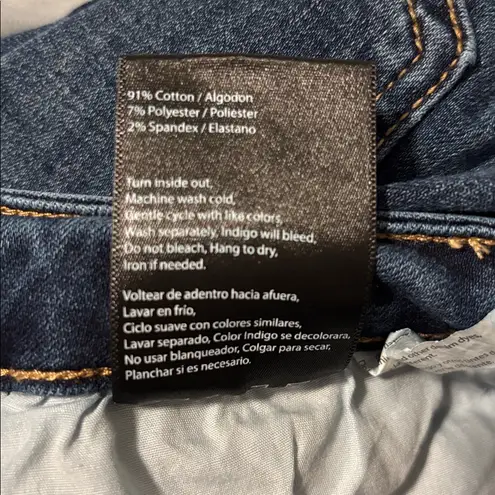 91% Cotton / Algodon
7% Polyester / Poliester
2% Spandex / Elastano
Turn inside out,
Machine wash cold,
Gentle cycle with like colors,
Wash separately, Indigo will bleed,
Do not bleach, Hang to dry,
Iron if needed.
Voltear de adentro hacia afuera,
Lavar en frío,
Ciclo suave con colores similares,
Lavar separado, Color Indigo se decolorara,
No usar blanqueador, Colgar para secar,
Planchar si es necesario.